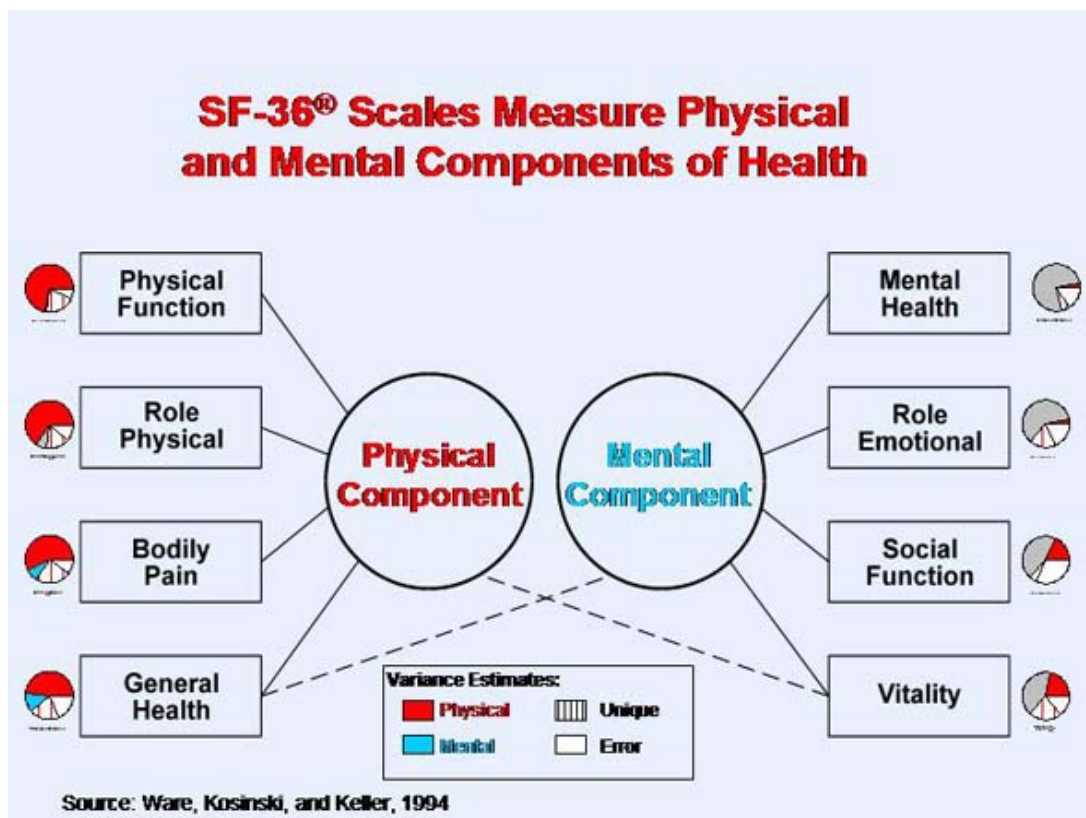 SF-36® Scales Measure Physical
and Mental Components of Health
Physical
Function
Role
Physical
Bodily
Pain
General
Health
Physical
Component
Mental
Component
Mental
Health
Role
Emotional
Social
Function
Vitality
Variance Estimates:
Physical
Unique
Mental
Error
Source: Ware, Kosinski, and Keller, 1994